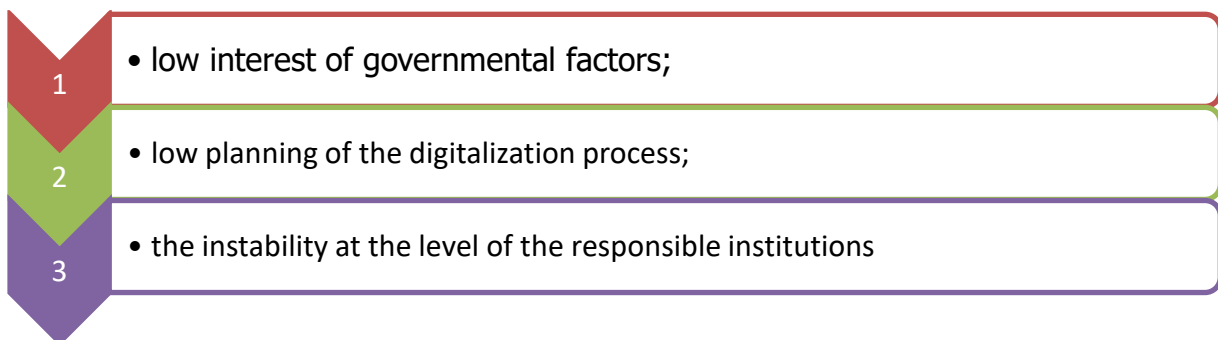 1
• low interest of governmental factors;
2
• low planning of the digitalization process;
3
• the instability at the level of the responsible institutions